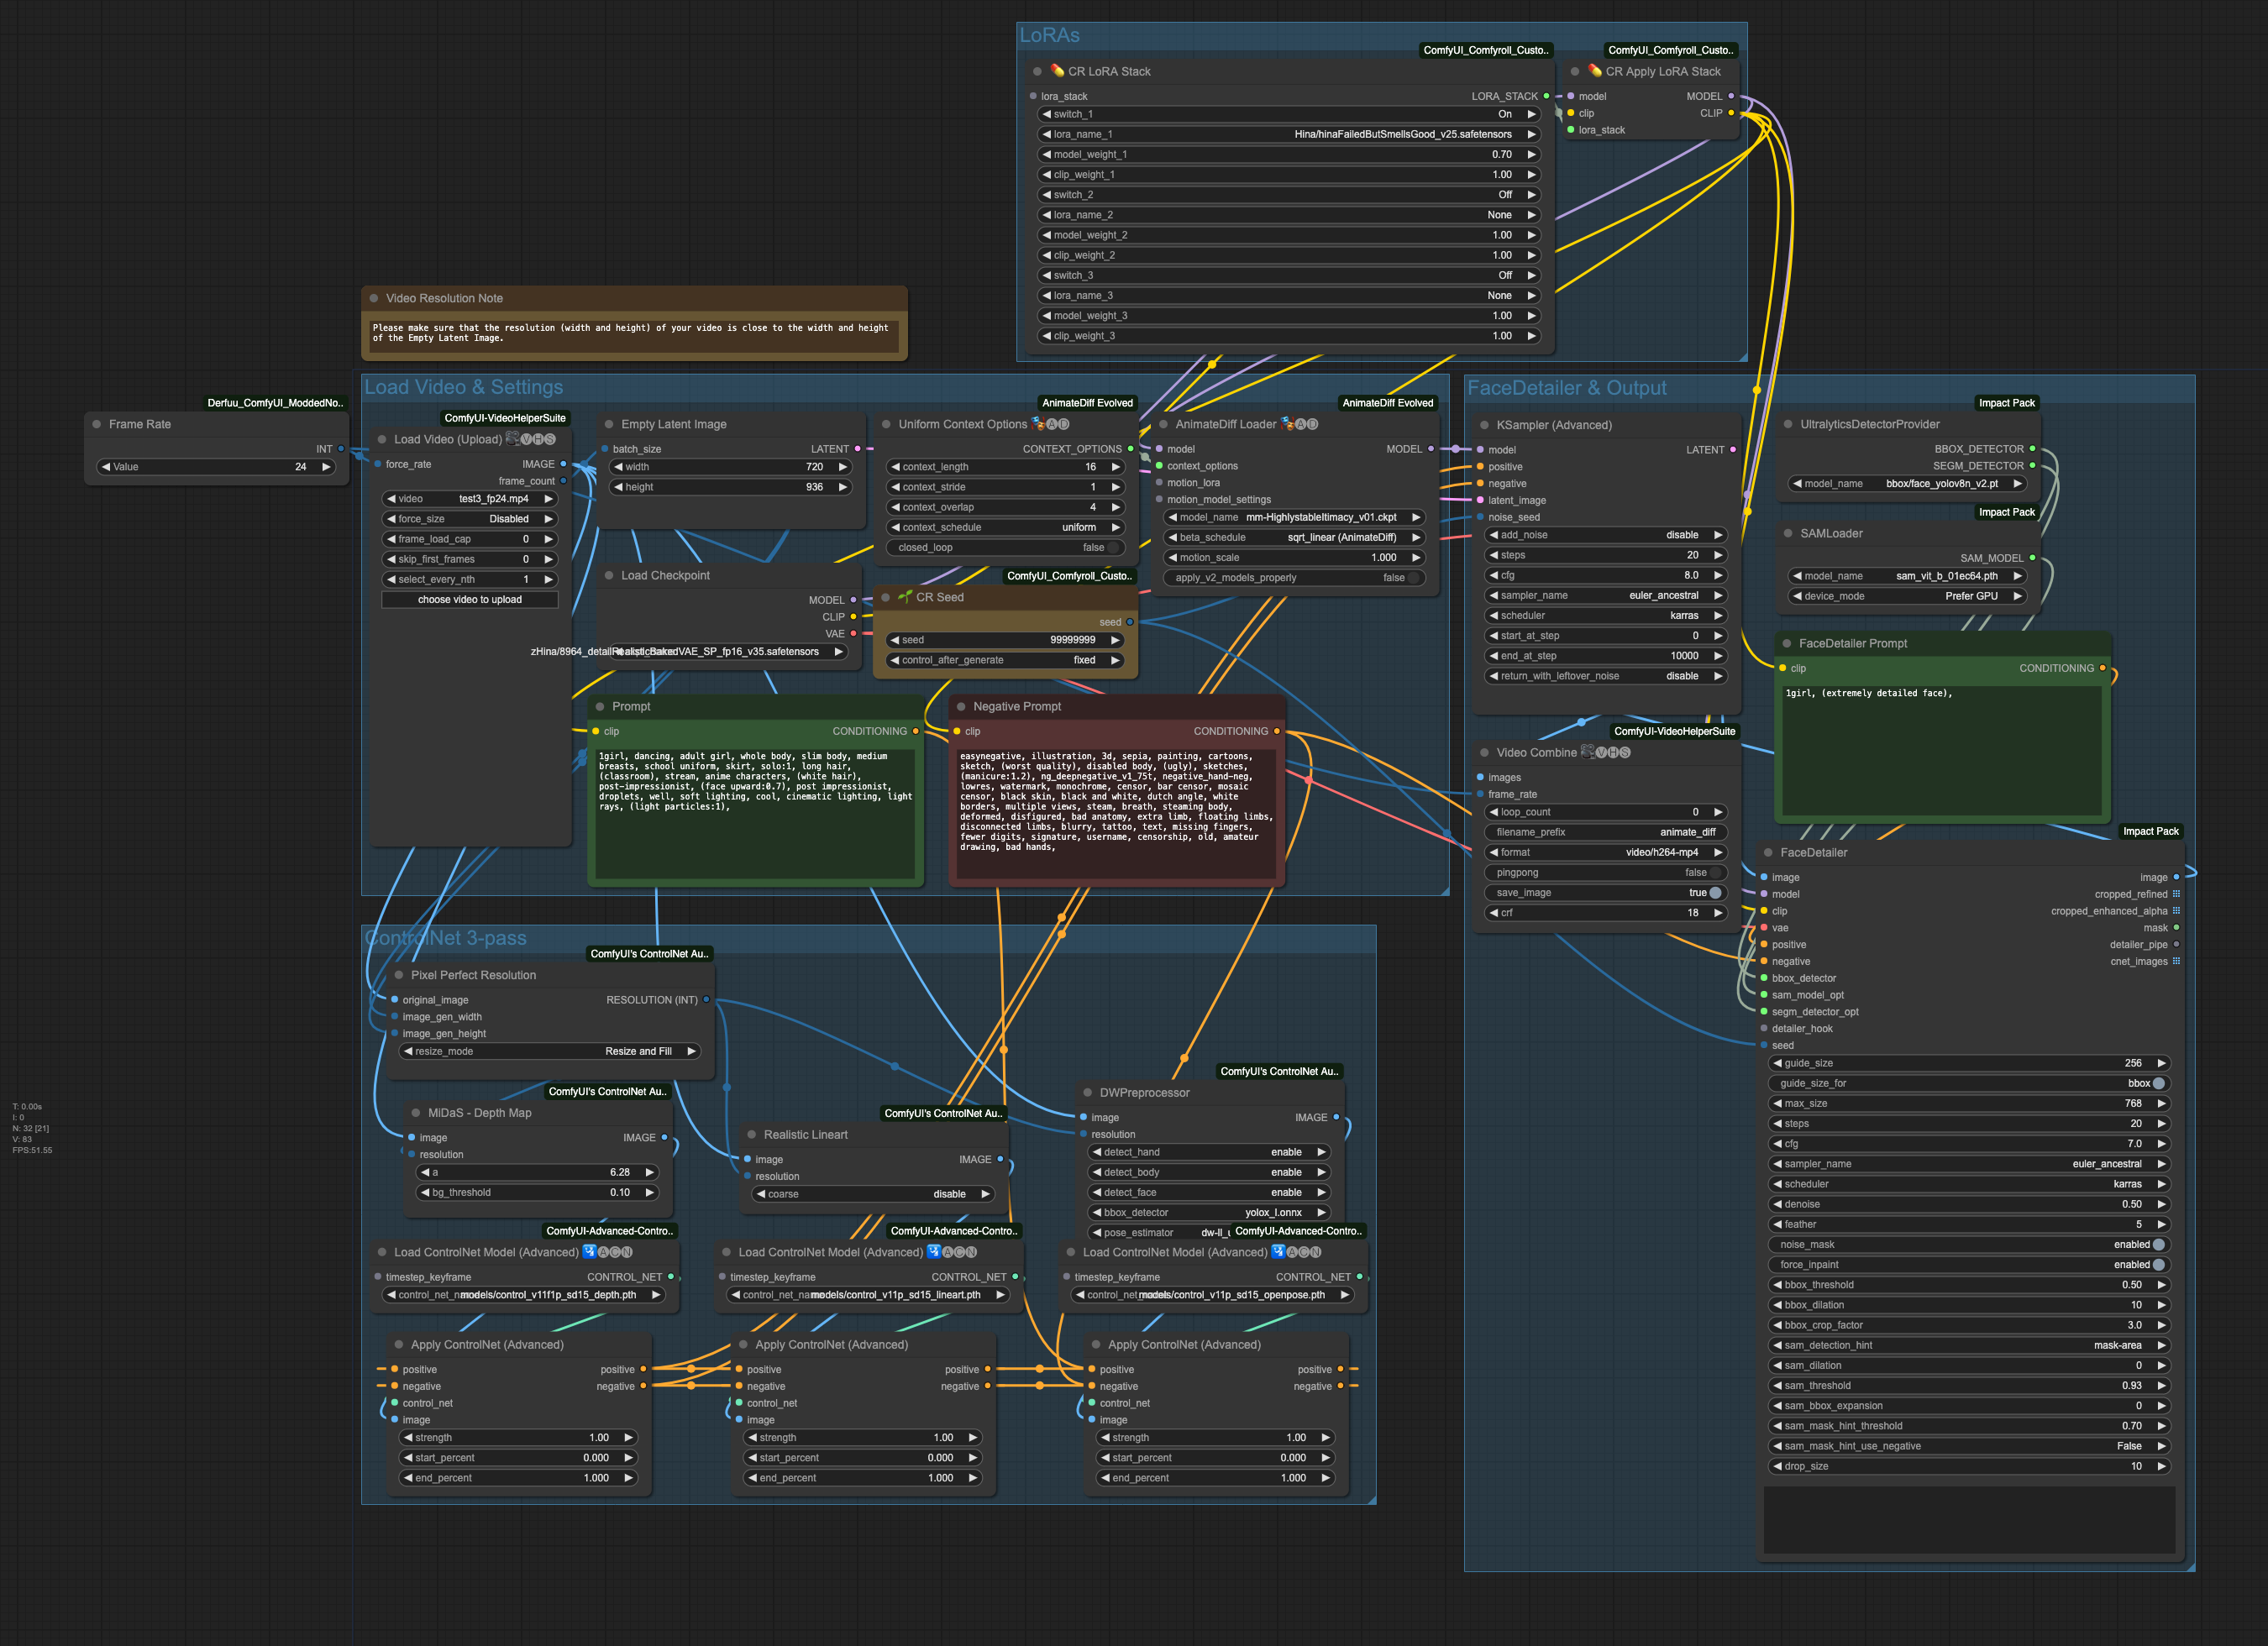 LoRAs
ComfyUI_Comfyroll_Custo..
CR LoRA Stack
lora_stack LORA_STACK
switch_1 On
lora_name_1 Hina/hinaFailedButSmellsGood_v25.safetensors
model_weight_1 0.70
clip_weight_1 1.00
switch_2 Off
lora_name_2 None
model_weight_2 1.00
clip_weight_2 1.00
switch_3 Off
lora_name_3 None
model_weight_3 1.00
clip_weight_3 1.00
ComfyUI_Comfyroll_Custo..
CR Apply LoRA Stack
model MODEL
clip CLIP
lora_stack
Video Resolution Note
Please make sure that the resolution (width and height) of your video is close to the width and height
of the Empty Latent Image.
Derfuu_ComfyUI_ModdedNo..
Frame Rate
INT
Value 24
Load Video & Settings
ComfyUI-VideoHelperSuite
Load Video (Upload) VHS
force_rate IMAGE
frame_count
video test3_fp24.mp4
force_size Disabled
frame_load_cap 0
skip_first_frames 0
select_every_nth 1
choose video to upload
Empty Latent Image
batch_size LATENT
width 720
height 936
Load Checkpoint
MODEL
CLIP
VAE
AnimateDiff Evolved
Uniform Context Options AD
CONTEXT_OPTIONS
context_length 16
context_stride 1
context_overlap 4
context_schedule uniform
closed_loop false
ComfyUI_Comfyroll_Custo..
CR Seed
seed
seed 99999999
control_after_generate fixed
AnimateDiff Evolved
AnimateDiff Loader AD
model MODEL
context_options
motion_lora
motion_model_settings
model_name mm-HighlystableItimacy_v01.ckpt
beta_schedule sqrt_linear (AnimateDiff)
motion_scale 1.000
apply_v2_models_properly false
Prompt
clip CONDITIONING
1girl, dancing, adult girl, whole body, slim body, medium
breasts, school uniform, skirt, solo:1, long hair,
(classroom), stream, anime characters, (white hair),
post-impressionist, (face upward:0.7), post impressionist,
droplets, well, soft lighting, cool, cinematic lighting, light
rays, (light particles:1),
Negative Prompt
clip CONDITIONING
easynegative, illustration, 3d, sepia, painting, cartoons,
sketch, (worst quality), disabled body, (ugly), sketches,
(manicure:1.2), ng_deepnegative_v1_75t, negative_hand-neg,
lowres, watermark, monochrome, censor, bar censor, mosaic
censor, black skin, black and white, dutch angle, white
borders, multiple views, steam, breath, steaming body,
deformed, disfigured, bad anatomy, extra limb, floating limbs,
disconnected limbs, blurry, tattoo, text, missing fingers,
fewer digits, signature, username, censorship, old, amateur
drawing, bad hands,
FaceDetailer & Output
KSampler (Advanced)
model LATENT
positive
negative
latent_image
noise_seed
add_noise disable
steps 20
cfg 8.0
sampler_name euler_ancestral
scheduler karras
start_at_step 0
end_at_step 10000
return_with_leftover_noise disable
ComfyUI-VideoHelperSuite
Video Combine VHS
images
frame_rate
loop_count 0
filename_prefix animate_diff
format video/h264-mp4
pingpong false
save_image true
crf 18
Impact Pack
UltralyticsDetectorProvider
BBOX_DETECTOR
SEGM_DETECTOR
model_name bbox/face_yolov8n_v2.pt
Impact Pack
SAMLoader
SAM_MODEL
model_name sam_vit_b_01ec64.pth
device_mode Prefer GPU
FaceDetailer Prompt
clip CONDITIONING
1girl, (extremely detailed face),
Impact Pack
FaceDetailer
image image
model cropped_refined
clip cropped_enhanced_alpha
vae mask
positive detailer_pipe
negative cnet_images
bbox_detector
sam_model_opt
segm_detector_opt
detailer_hook
seed
guide_size 256
guide_size_for bbox
max_size 768
steps 20
cfg 7.0
sampler_name euler_ancestral
scheduler karras
denoise 0.50
feather 5
noise_mask enabled
force_inpaint enabled
bbox_threshold 0.50
bbox_dilation 10
bbox_crop_factor 3.0
sam_detection_hint mask-area
sam_dilation 0
sam_threshold 0.93
sam_bbox_expansion 0
sam_mask_hint_threshold 0.70
sam_mask_hint_use_negative False
drop_size 10
ControlNet 3-pass
ComfyUI's ControlNet Au..
Pixel Perfect Resolution
original_image RESOLUTION (INT)
image_gen_width
image_gen_height
resize_mode Resize and Fill
ComfyUI's ControlNet Au..
MiDaS - Depth Map
image IMAGE
resolution
a 6.28
bg_threshold 0.10
ComfyUI's ControlNet Au..
Realistic Lineart
image IMAGE
resolution
coarse disable
ComfyUI's ControlNet Au..
DWPreprocessor
image IMAGE
resolution
detect_hand enable
detect_body enable
detect_face enable
bbox_detector yolox_l.onnx
pose_estimator
ComfyUI-Advanced-Contro..
Load ControlNet Model (Advanced) ACN
timestep_keyframe CONTROL_NET
models/control_v11f1p_sd15_depth.pth
ComfyUI-Advanced-Contro..
Load ControlNet Model (Advanced) ACN
timestep_keyframe CONTROL_NET
models/control_v11p_sd15_lineart.pth
ComfyUI-Advanced-Contro..
Load ControlNet Model (Advanced) ACN
timestep_keyframe CONTROL_NET
models/control_v11p_sd15_openpose.pth
Apply ControlNet (Advanced)
positive positive
negative negative
control_net
image
strength 1.00
start_percent 0.000
end_percent 1.000
Apply ControlNet (Advanced)
positive positive
negative negative
control_net
image
strength 1.00
start_percent 0.000
end_percent 1.000
Apply ControlNet (Advanced)
positive positive
negative negative
control_net
image
strength 1.00
start_percent 0.000
end_percent 1.000
T: 0.00s
I: 0
N: 32 [21]
V: 83
FPS:51.55